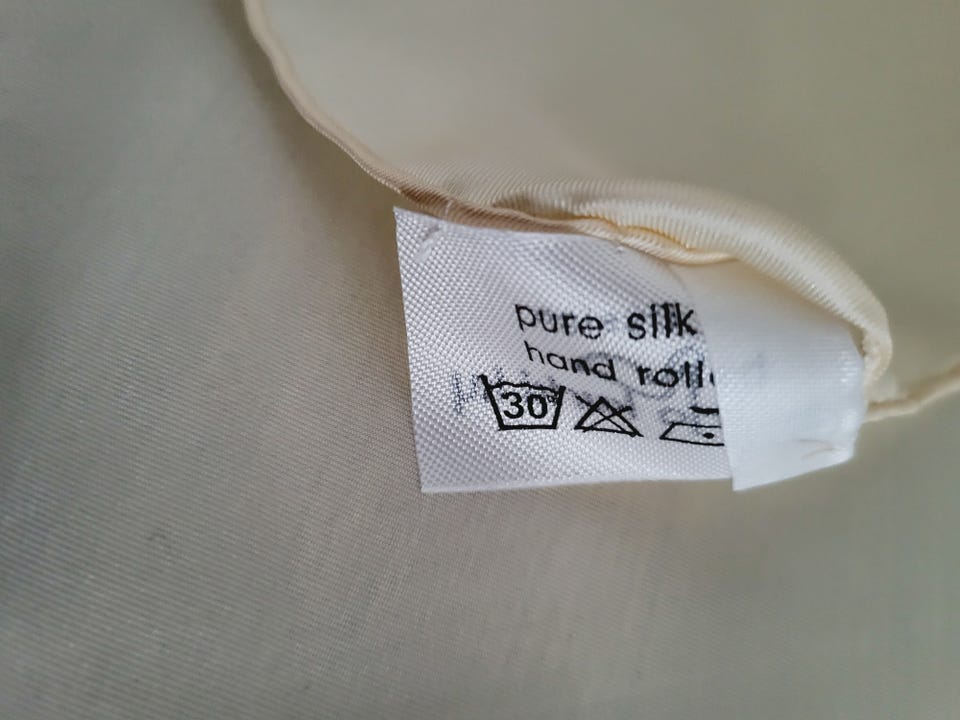 pure silk
hand roll
30°